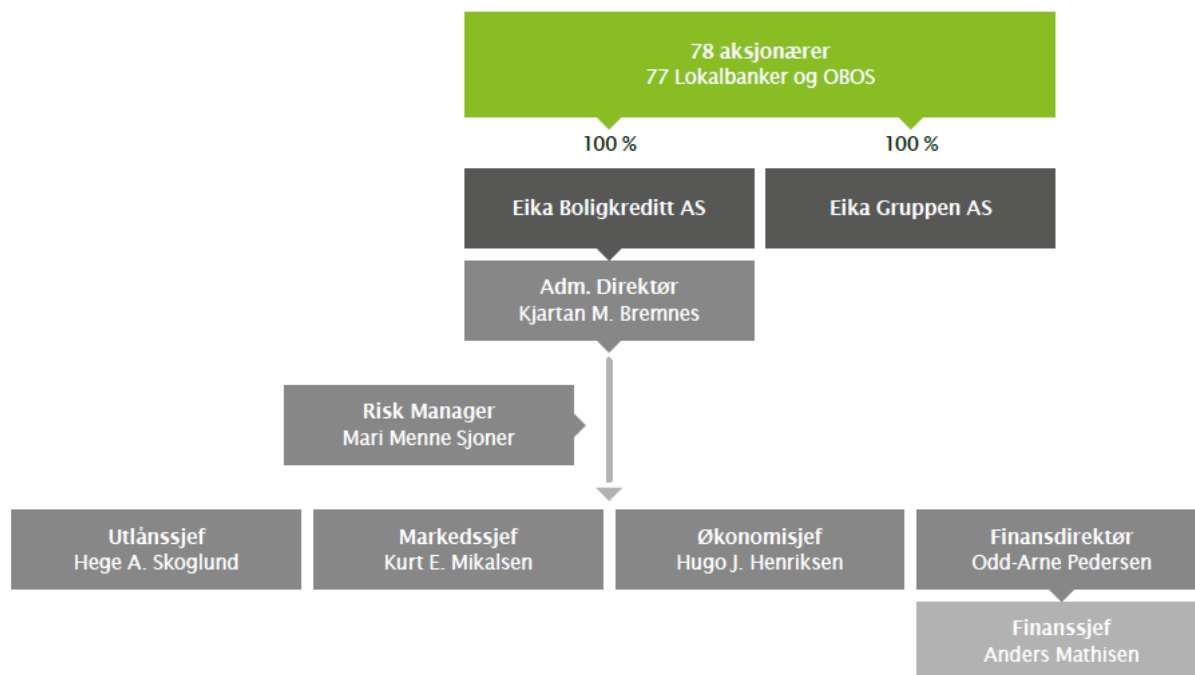 78 aksjonærer
77 Lokalbanker og OBOS
100 %
100 %
Eika Boligkreditt AS
Eika Gruppen AS
Adm. Direktør
Kjartan M. Bremnes
Risk Manager
Mari Menne Sjoner
Utlånssjef
Hege A. Skoglund
Markedssjef
Kurt E. Mikalsen
Økonomisjef
Hugo J. Henriksen
Finansdirektør
Odd-Arne Pedersen
Finanssjef
Anders Mathisen